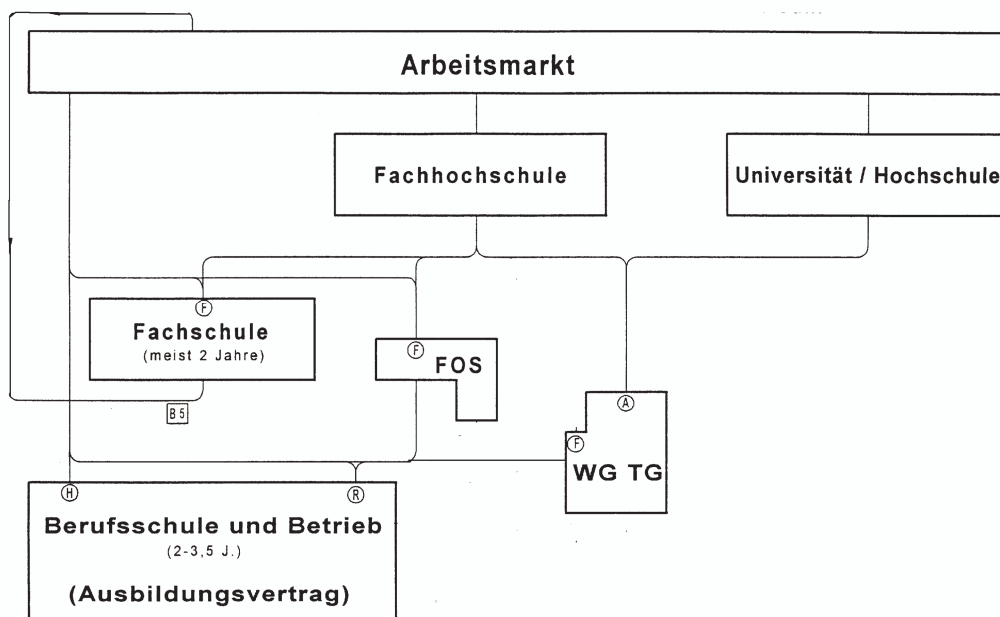 Arbeitsmarkt
Fachhochschule
Universität / Hochschule
F
Fachschule
(meist 2 Jahre)
F
FOS
B5
A
F
WG TG
H
R
Berufsschule und Betrieb
(2-3,5 J.)
(Ausbildungsvertrag)